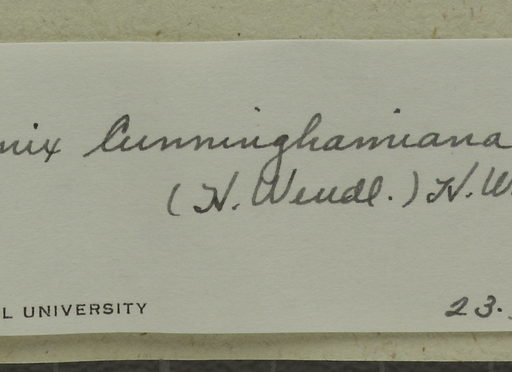 nix Cunninghamiana
(H. Wendl.) H. W
L UNIVERSITY
23.